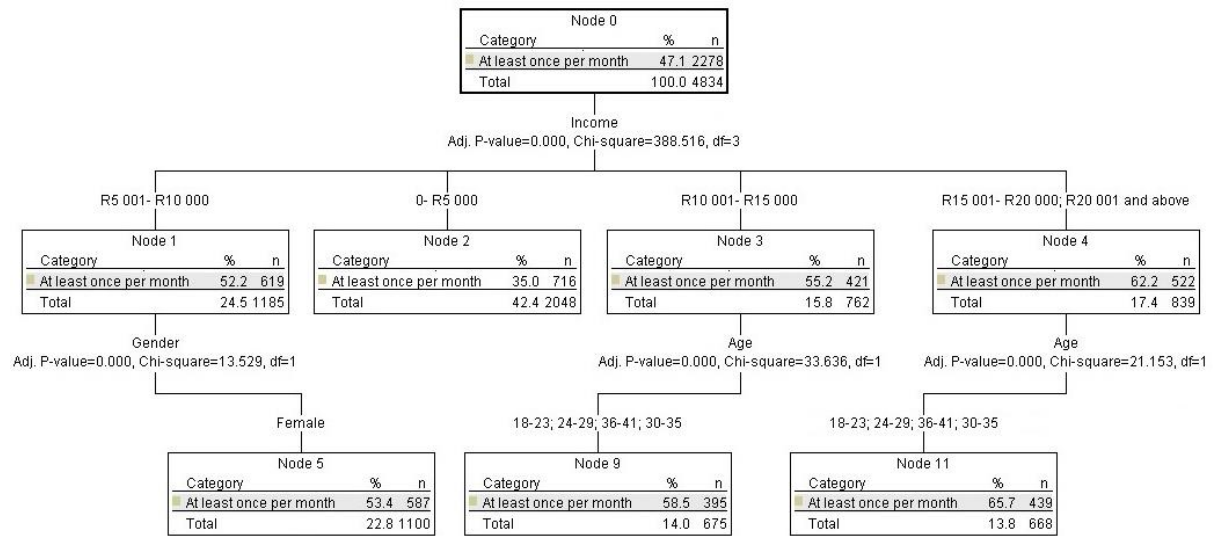 Node 0
Category % n
At least once per month 47.1 2278
Total 100.0 4834
Income
Adj. P-value=0.000, Chi-square=388.516, df=3
R5 001- R10 000
0- R5 000
R10 001- R15 000
R15 001- R20 000; R20 001 and above
Node 1
Category % n
At least once per month 52.2 619
Total 24.5 1185
Node 2
Category % n
At least once per month 35.0 716
Total 42.4 2048
Node 3
Category % n
At least once per month 55.2 421
Total 15.8 762
Node 4
Category % n
At least once per month 62.2 522
Total 17.4 839
Gender
Adj. P-value=0.000, Chi-square=13.529, df=1
Age
Adj. P-value=0.000, Chi-square=33.636, df=1
Age
Adj. P-value=0.000, Chi-square=21.153, df=1
Female
18-23; 24-29; 36-41; 30-35
18-23; 24-29; 36-41; 30-35
Node 5
Category % n
At least once per month 53.4 587
Total 22.8 1100
Node 9
Category % n
At least once per month 58.5 395
Total 14.0 675
Node 11
Category % n
At least once per month 65.7 439
Total 13.8 668